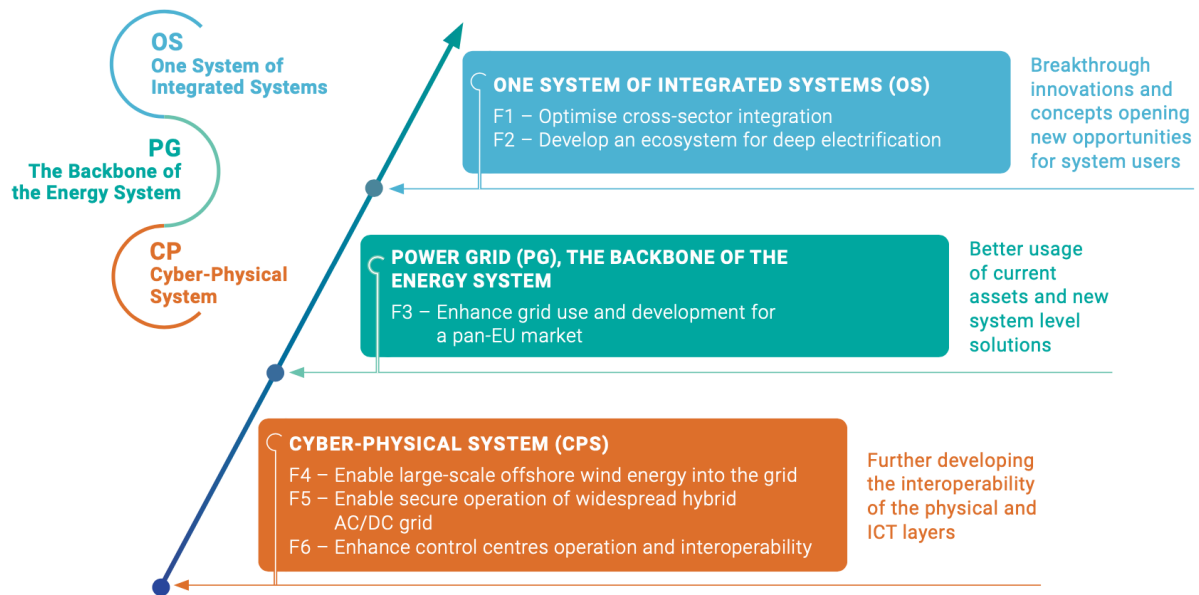 OS
One System of
Integrated Systems
PG
The Backbone of
the Energy System
CP
Cyber-Physical
System
ONE SYSTEM OF INTEGRATED SYSTEMS (OS)
F1 – Optimise cross-sector integration
F2 – Develop an ecosystem for deep electrification
Breakthrough
innovations and
concepts opening
new opportunities
for system users
POWER GRID (PG), THE BACKBONE OF THE
ENERGY SYSTEM
F3 – Enhance grid use and development for
a pan-EU market
Better usage
of current
assets and new
system level
solutions
CYBER-PHYSICAL SYSTEM (CPS)
F4 – Enable large-scale offshore wind energy into the grid
F5 – Enable secure operation of widespread hybrid
AC/DC grid
F6 – Enhance control centres operation and interoperability
Further developing
the interoperability
of the physical and
ICT layers